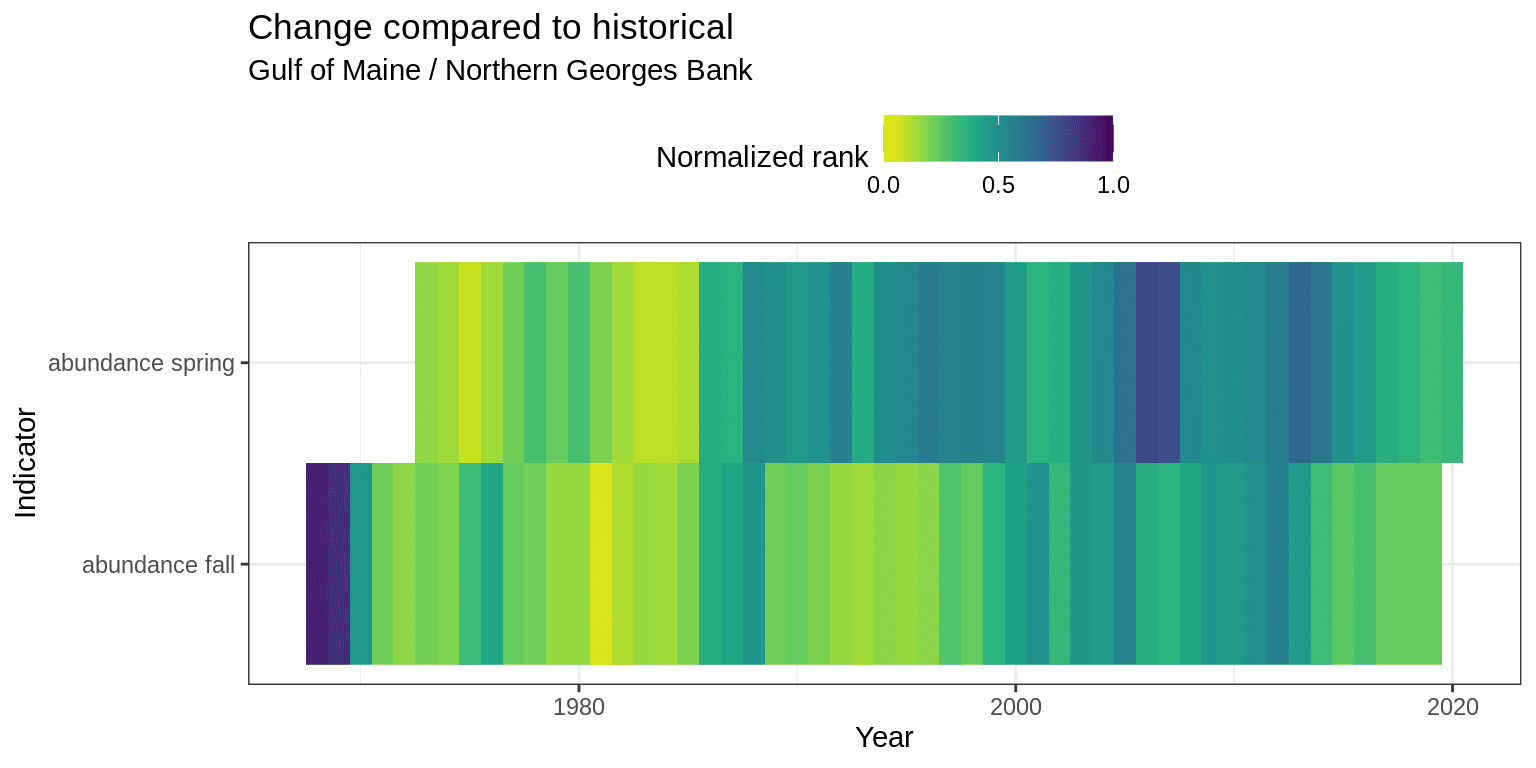 Change compared to historical
Gulf of Maine / Northern Georges Bank
Normalized rank
0.0 0.5 1.0
abundance spring
abundance fall
Indicator
1980 2000 2020
Year